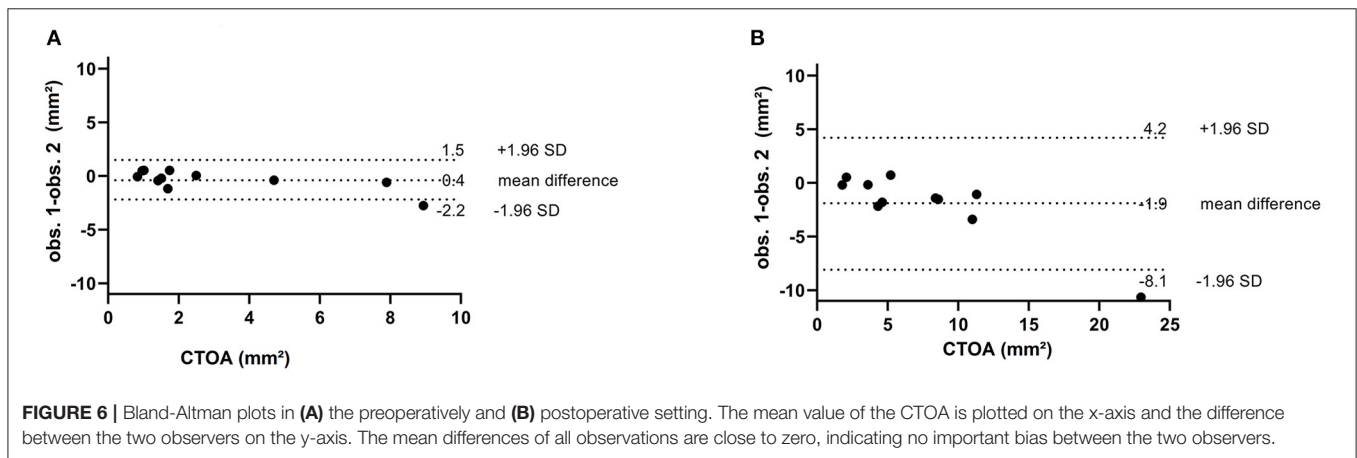 A
obs. 1-obs. 2 (mm²)
10
5
0
-5
-10
1.5 +1.96 SD
-0.4 mean difference
-2.2 -1.96 SD
0 2 4 6 8 10
CTOA (mm²)
B
obs. 1-obs. 2 (mm²)
10
5
0
-5
-10
4.2 +1.96 SD
-1.9 mean difference
-8.1 -1.96 SD
0 5 10 15 20 25
CTOA (mm²)
FIGURE 6 | Bland-Altman plots in (A) the preoperatively and (B) postoperative setting. The mean value of the CTOA is plotted on the x-axis and the difference
between the two observers on the y-axis. The mean differences of all observations are close to zero, indicating no important bias between the two observers.